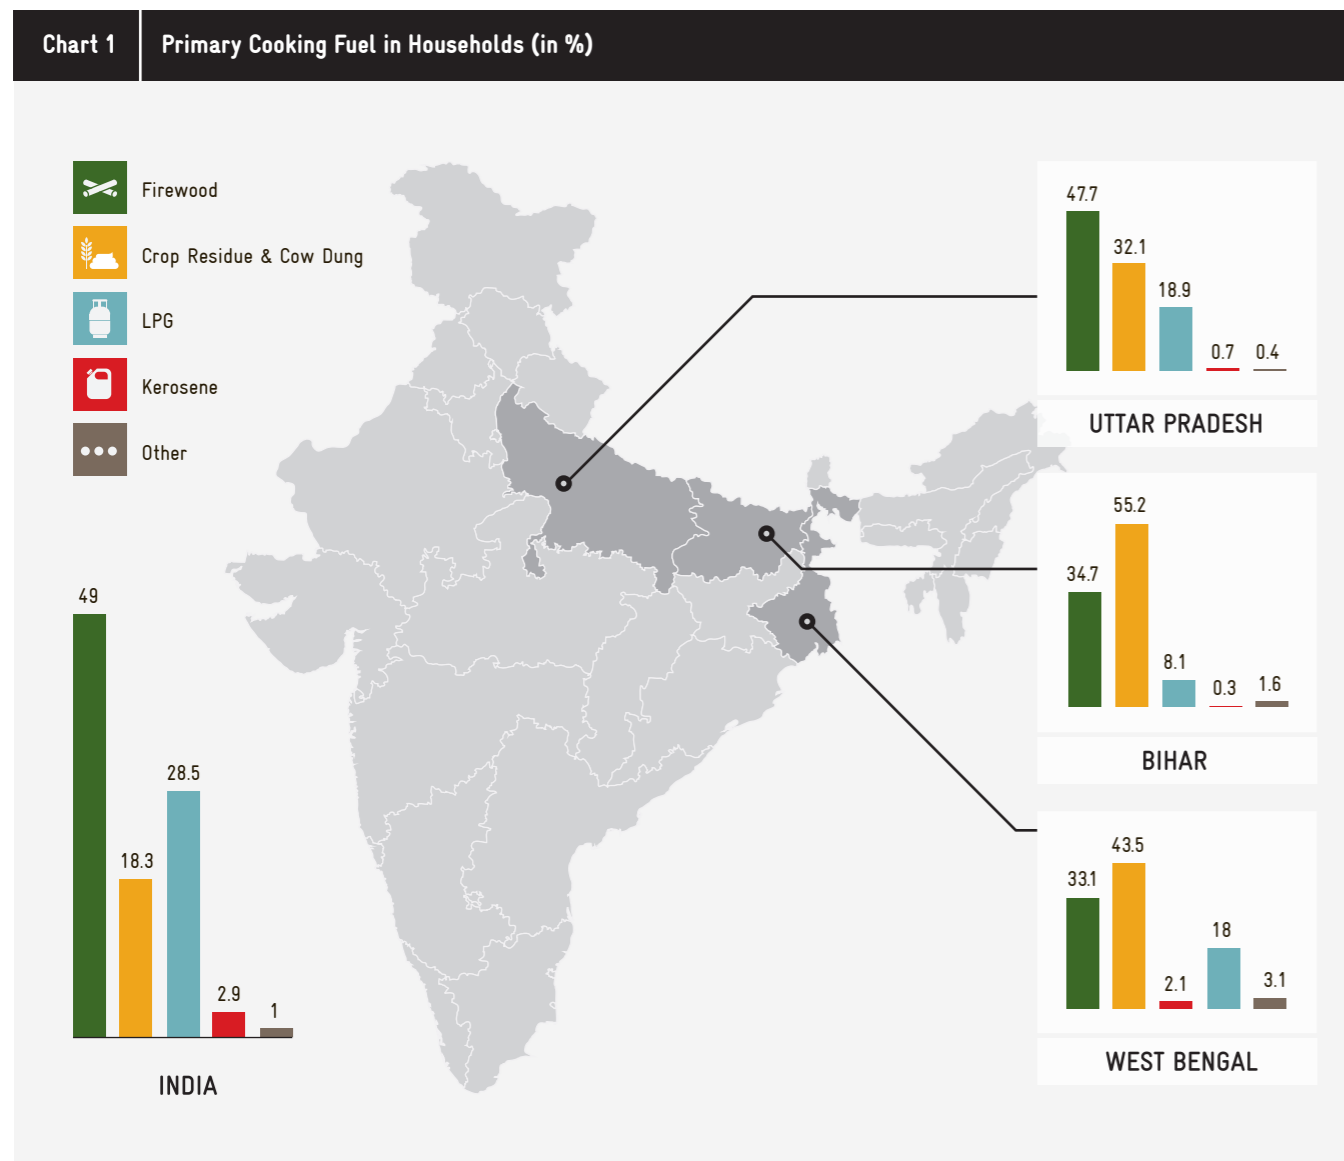 Chart 1
Primary Cooking Fuel in Households (in %)
Firewood
Crop Residue & Cow Dung
LPG
Kerosene
Other
49
18.3
28.5
2.9
1
INDIA
47.7
32.1
18.9
0.7
0.4
UTTAR PRADESH
34.7
55.2
8.1
0.3
1.6
BIHAR
33.1
43.5
2.1
18
3.1
WEST BENGAL